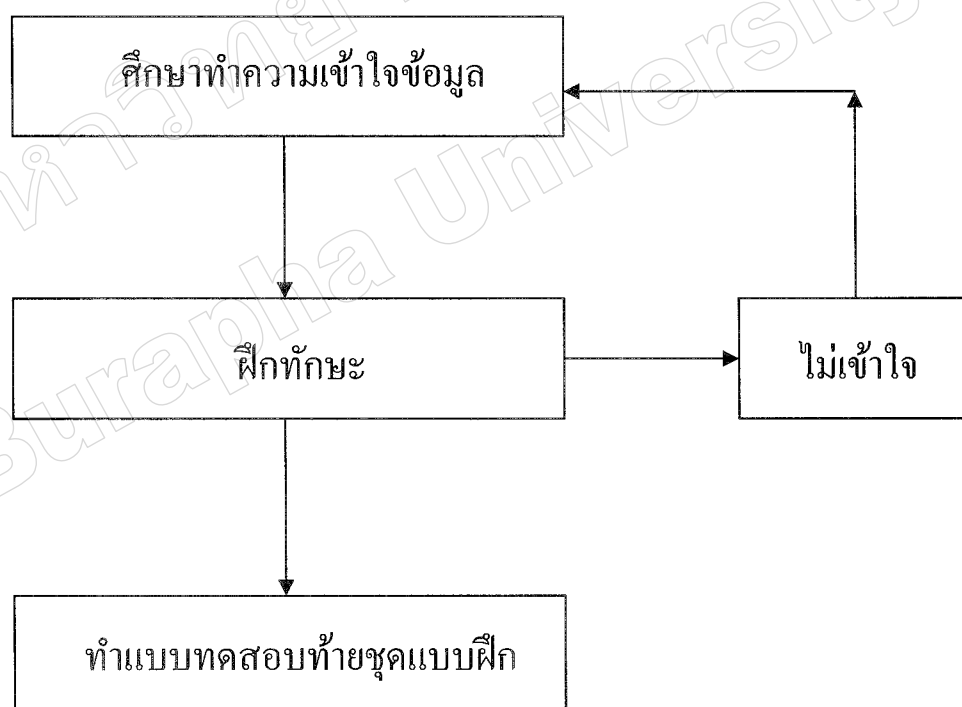 ศึกษาทำความเข้าใจข้อมูล
ฝึกทักษะ
ไม่เข้าใจ
ทำแบบทดสอบท้ายชุดแบบฝึก
Burapha University